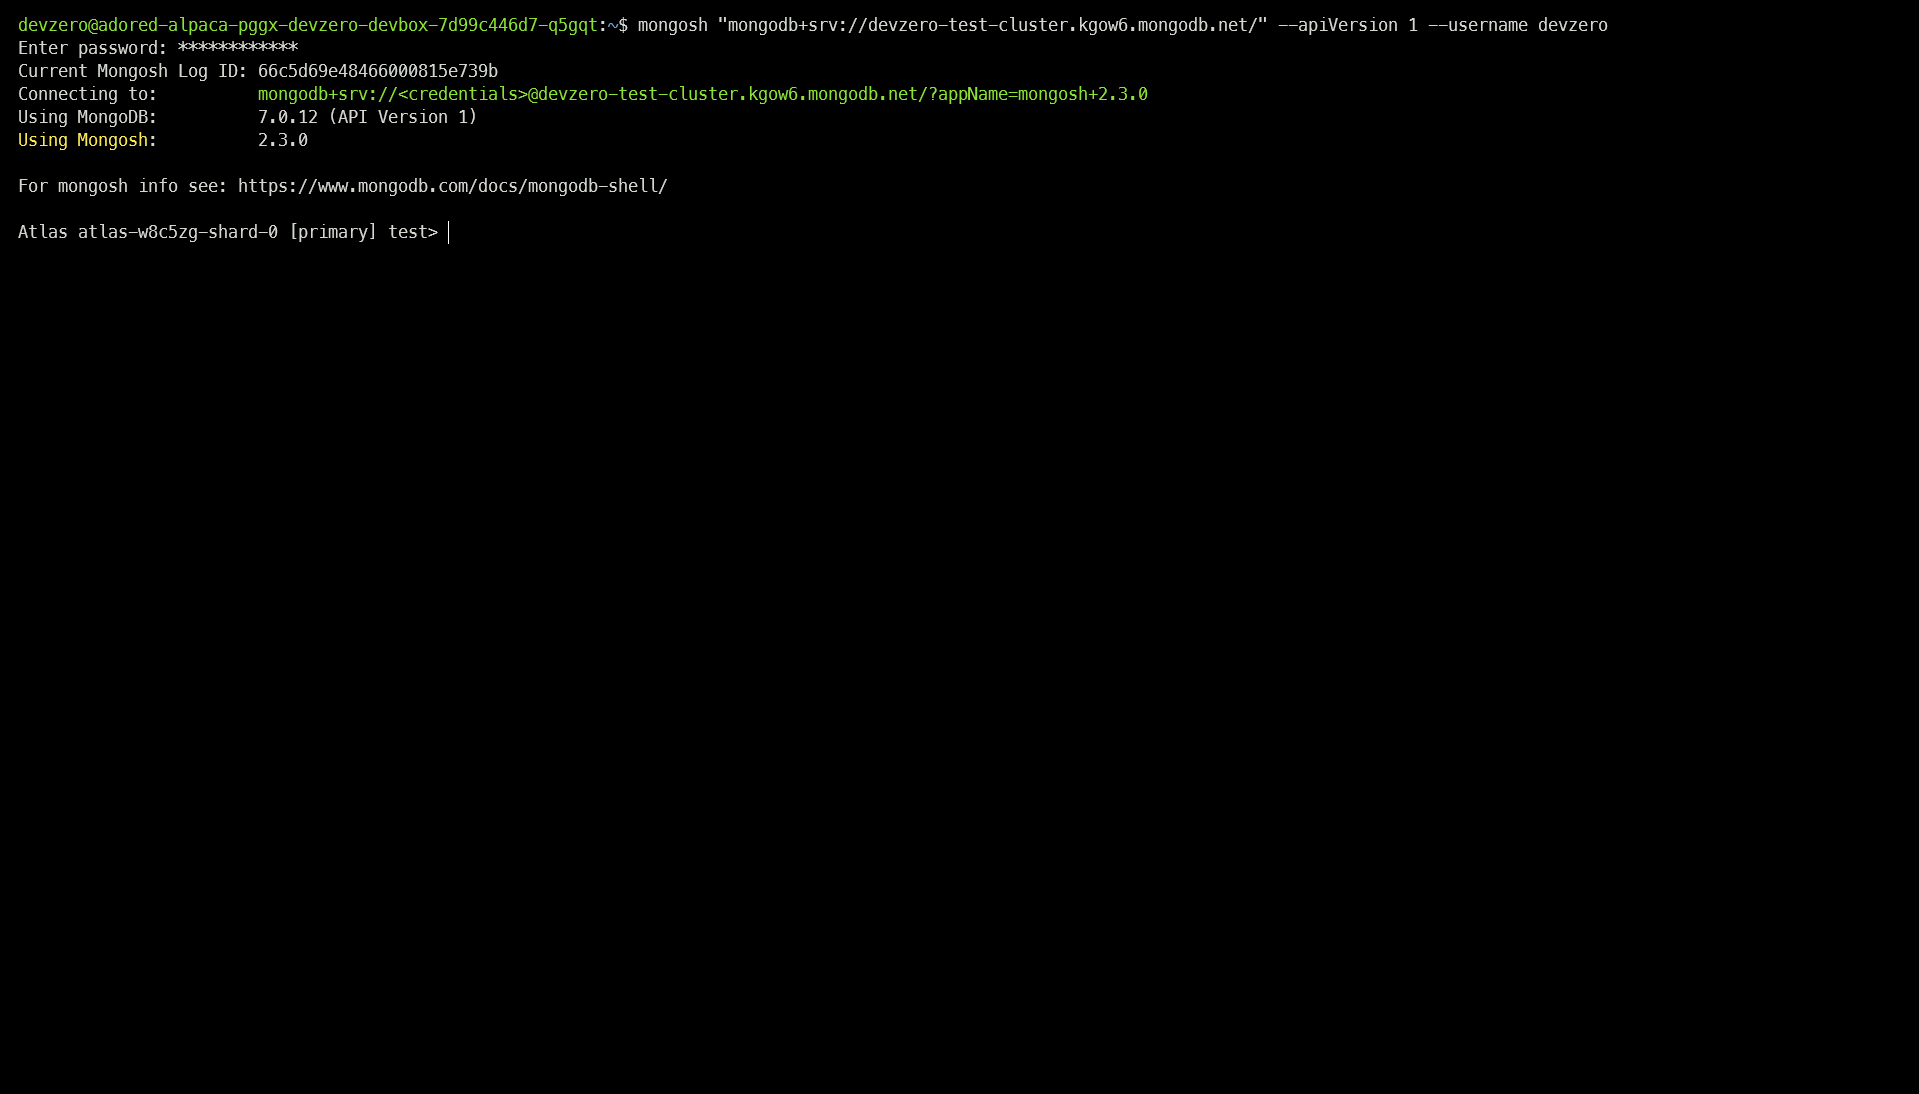 devzero@adored-alpaca-pggx-devzero-devbox-7d99c446d7-q5gqt:~$ mongosh "mongodb+srv://devzero-test-cluster.kgow6.mongodb.net/" --apiVersion 1 --username devzero
Enter password: ************
Current Mongosh Log ID: 66c5d69e48466000815e739b
Connecting to:          mongodb+srv://<credentials>@devzero-test-cluster.kgow6.mongodb.net/?appName=mongosh+2.3.0
Using MongoDB:          7.0.12 (API Version 1)
Using Mongosh:          2.3.0
For mongosh info see: https://www.mongodb.com/docs/mongodb-shell/
Atlas atlas-w8c5zg-shard-0 [primary] test>